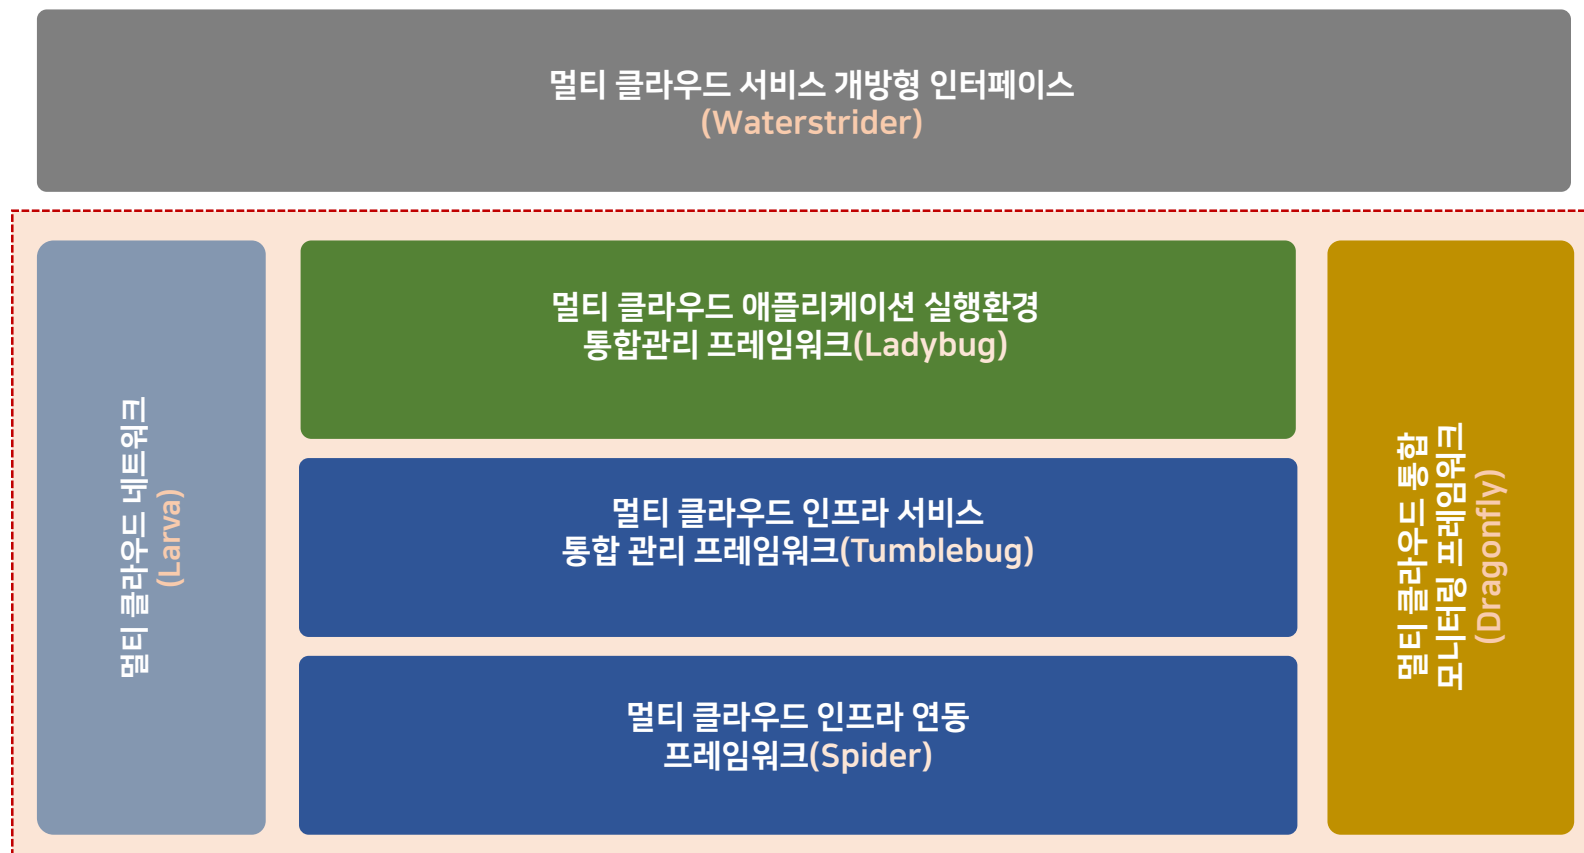 멀티 클라우드 서비스 개방형 인터페이스
(Waterstrider)
멀티 클라우드 네트워크
(Larva)
멀티 클라우드 애플리케이션 실행환경
통합관리 프레임워크(Ladybug)
멀티 클라우드 인프라 서비스
통합 관리 프레임워크(Tumblebug)
멀티 클라우드 인프라 연동
프레임워크(Spider)
멀티 클라우드 통합
모니터링 프레임워크
(Dragonfly)